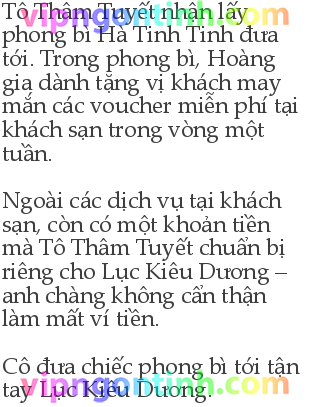 Tô Thâm Tuyết nhận lấy
phong bì Hà Tinh Tinh đưa
tới. Trong phong bì, Hoàng
gia dành tặng vị khách may
mắn các voucher miễn phí tại
khách sạn trong vòng một
tuần.
Ngoài các dịch vụ tại khách
sạn, còn có một khoản tiền
mà Tô Thâm Tuyết chuẩn bị
riêng cho Lục Kiêu Dương –
anh chàng không cẩn thận
làm mất ví tiền.
Cô đưa chiếc phong bì tới tận
tay Lục Kiêu Dương.
vipngontinh.com
vipngontinh.com